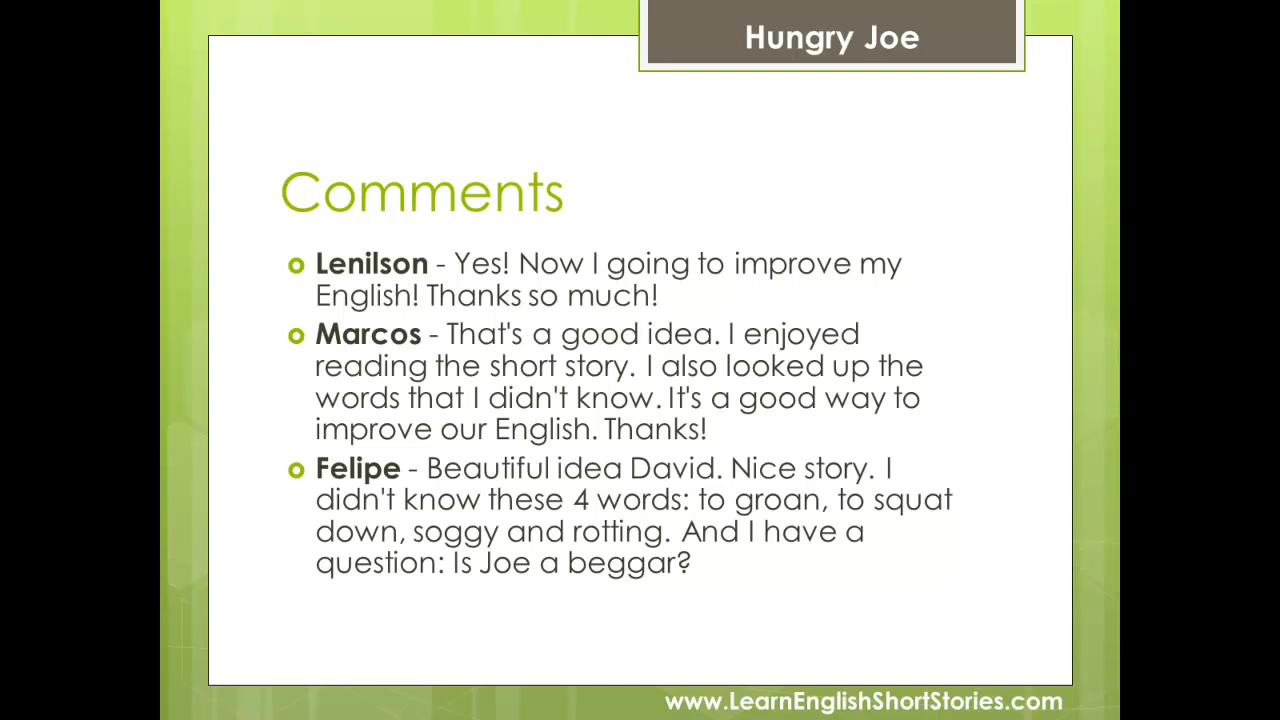 Hungry Joe
Comments
Lenilson - Yes! Now I going to improve my
English! Thanks so much!
Marcos - That's a good idea. I enjoyed
reading the short story. I also looked up the
words that I didn't know. It's a good way to
improve our English. Thanks!
Felipe - Beautiful idea David. Nice story. I
didn't know these 4 words: to groan, to squat
down, soggy and rotting. And I have a
question: Is Joe a beggar?
www.LearnEnglishShortStories.com